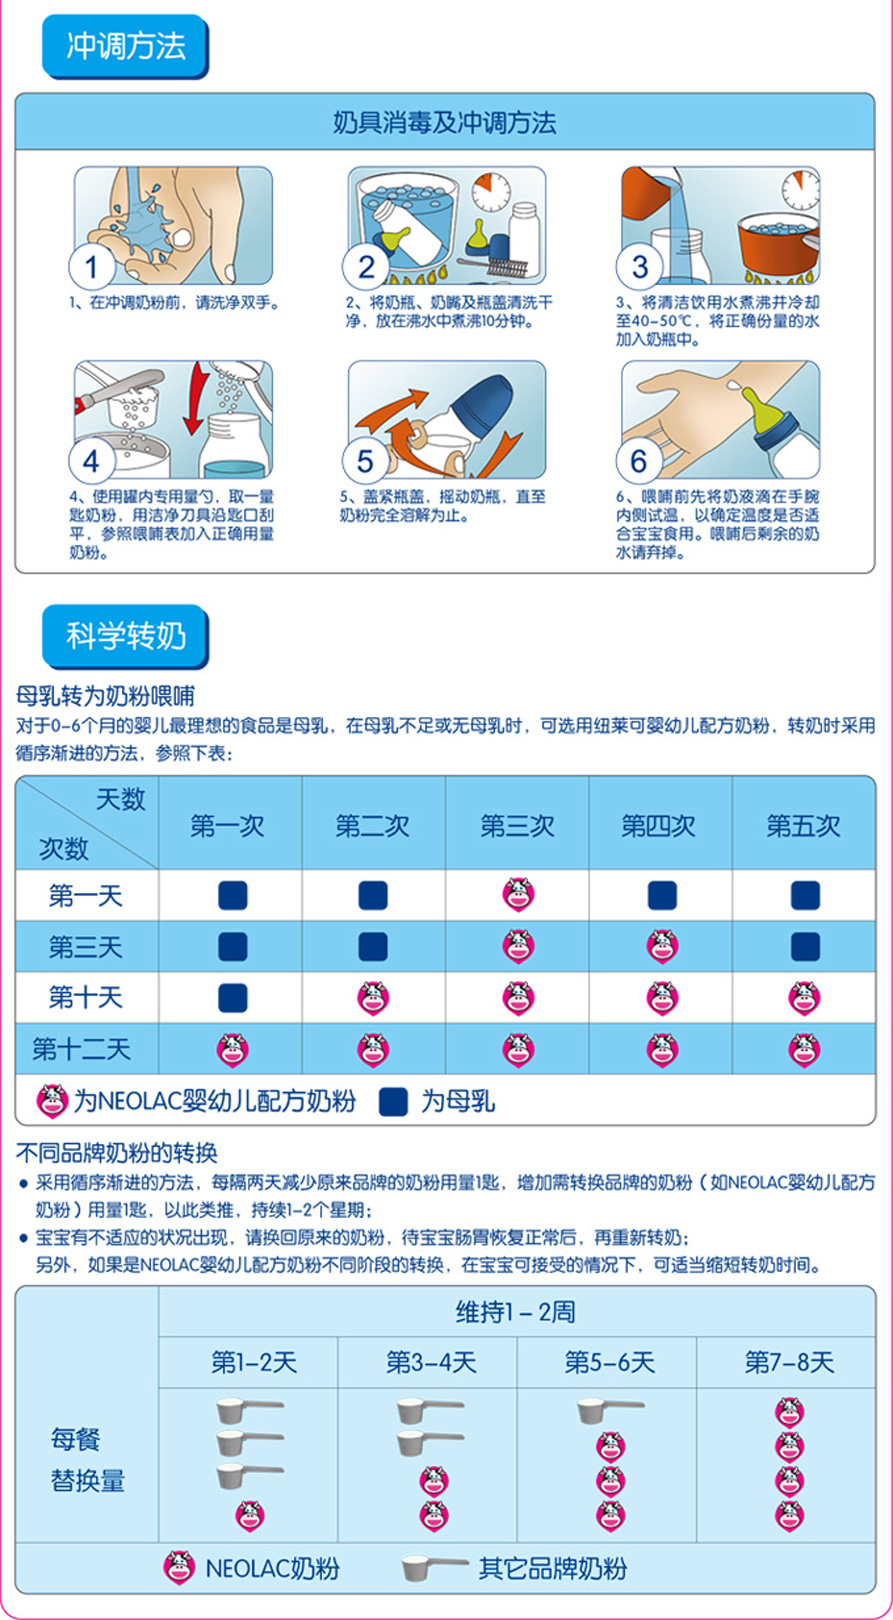 冲调方法
奶具消毒及冲调方法
1
1、在冲调奶粉前，请洗净双手。
2
2、将奶瓶、奶嘴及瓶盖清洗干
净，放在沸水中煮沸10分钟。
3
3、将清洁饮用水煮沸并冷却
至40-50℃，将正确份量的水
加入奶瓶中。
4
4、使用罐内专用量勺，取一量
匙奶粉，用洁净刀具沿匙口刮
平，参照喂哺表加入正确用量
奶粉。
5
5、盖紧瓶盖，摇动奶瓶，直至
奶粉完全溶解为止。
6
6、喂哺前先将奶液滴在手腕
内侧试温，以确定温度是否适
合宝宝食用。喂哺后剩余的奶
水请弃掉。
科学转奶
母乳转为奶粉喂哺
对于0-6个月的婴儿最理想的食品是母乳，在母乳不足或无母乳时，可选用纽莱可婴幼儿配方奶粉，转奶时采用
循序渐进的方法，参照下表：
天数
次数
第一次 第二次 第三次 第四次 第五次
第一天
第三天
第十天
第十二天
为NEOLAC婴幼儿配方奶粉 为母乳
不同品牌奶粉的转换
● 采用循序渐进的方法，每隔两天减少原来品牌的奶粉用量1匙，增加需转换品牌的奶粉（如NEOLAC婴幼儿配方
奶粉）用量1匙，以此类推，持续1-2个星期；
● 宝宝有不适应的状况出现，请换回原来的奶粉，待宝宝肠胃恢复正常后，再重新转奶；
另外，如果是NEOLAC婴幼儿配方奶粉不同阶段的转换，在宝宝可接受的情况下，可适当缩短转奶时间。
维持1-2周
第1-2天 第3-4天 第5-6天 第7-8天
每餐
替换量
NEOLAC奶粉 其它品牌奶粉